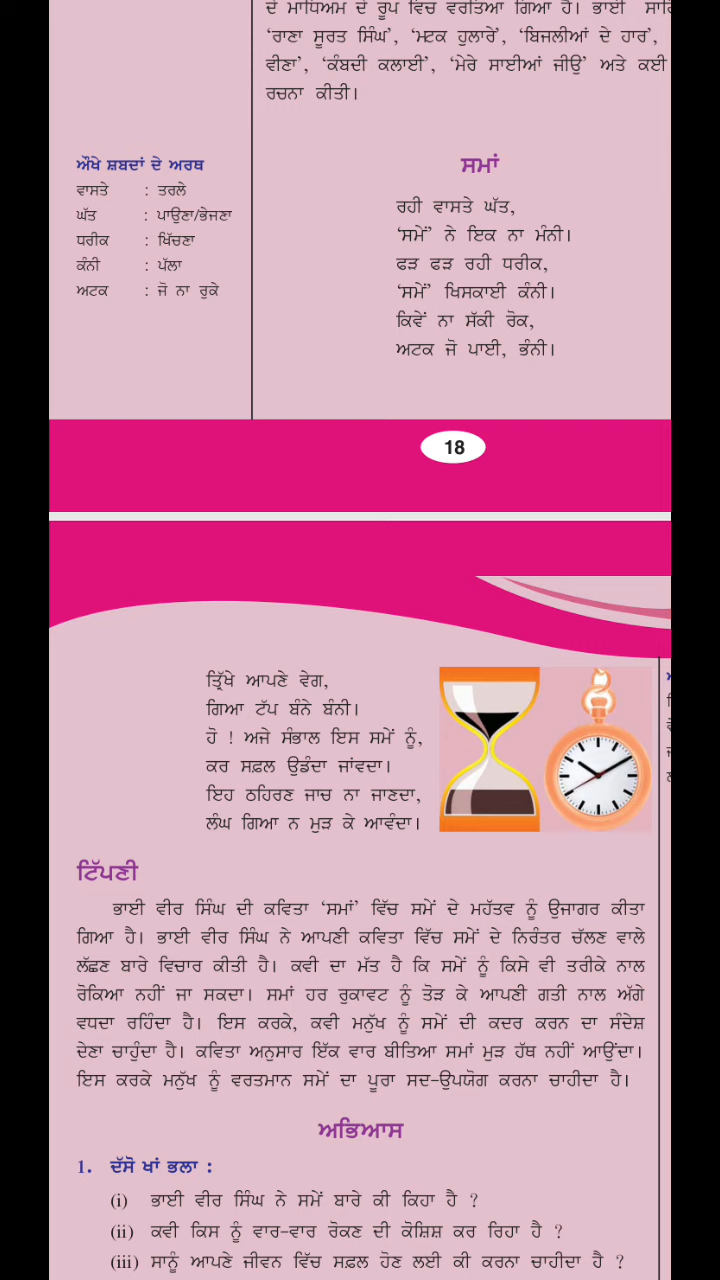 ਦੇ ਮਾਧਿਅਮ ਦੇ ਰੂਪ ਵਿਚ ਵਰਤਿਆ ਗਿਆ ਹੈ। ਭਾਈ
'ਰਾਣਾ ਸੂਰਤ ਸਿੰਘ', 'ਮਟਕ ਹੁਲਾਰੇ', 'ਬਿਜਲੀਆਂ ਦੇ ਹਾਰ',
ਵੀਣਾ', 'ਕੰਬਦੀ ਕਲਾਈ', 'ਮੇਰੇ ਸਾਈਆਂ ਜੀਉ' ਅਤੇ ਕਈ
ਰਚਨਾ ਕੀਤੀ।
ਔਖੇ ਸ਼ਬਦਾਂ ਦੇ ਅਰਥ
ਵਾਸਤੇ : ਤਰਲੇ
ਘੱਤ : ਪਾਉਣਾ/ਭੇਜਣਾ
ਧਰੀਕ : ਖਿੱਚਣਾ
ਕੰਨੀ : ਪੱਲਾ
ਅਟਕ : ਜੋ ਨਾ ਰੁਕੇ
ਸਮਾਂ
ਰਹੀ ਵਾਸਤੇ ਘੱਤ,
'ਸਮੇਂ' ਨੇ ਇਕ ਨਾ ਮੰਨੀ।
ਫੜ ਫੜ ਰਹੀ ਧਰੀਕ,
'ਸਮੇਂ' ਖਿਸਕਾਈ ਕੰਨੀ।
ਕਿਵੇਂ ਨਾ ਸੱਕੀ ਰੋਕ,
ਅਟਕ ਜੋ ਪਾਈ, ਭੰਨੀ।
18
ਤ੍ਰਿੱਖੇ ਆਪਣੇ ਵੇਗ,
ਗਿਆ ਟੱਪ ਬੰਨੇ ਬੰਨੀ।
ਹੋ ! ਅਜੇ ਸੰਭਾਲ ਇਸ ਸਮੇਂ ਨੂੰ,
ਕਰ ਸਫ਼ਲ ਉਡੰਦਾ ਜਾਂਵਦਾ।
ਇਹ ਠਹਿਰਣ ਜਾਚ ਨਾ ਜਾਣਦਾ,
ਲੰਘ ਗਿਆ ਨ ਮੁੜ ਕੇ ਆਵੰਦਾ।
ਟਿੱਪਣੀ
ਭਾਈ ਵੀਰ ਸਿੰਘ ਦੀ ਕਵਿਤਾ 'ਸਮਾਂ' ਵਿੱਚ ਸਮੇਂ ਦੇ ਮਹੱਤਵ ਨੂੰ ਉਜਾਗਰ ਕੀਤਾ
ਗਿਆ ਹੈ। ਭਾਈ ਵੀਰ ਸਿੰਘ ਨੇ ਆਪਣੀ ਕਵਿਤਾ ਵਿੱਚ ਸਮੇਂ ਦੇ ਨਿਰੰਤਰ ਚੱਲਣ ਵਾਲੇ
ਲੱਛਣ ਬਾਰੇ ਵਿਚਾਰ ਕੀਤੀ ਹੈ। ਕਵੀ ਦਾ ਮੱਤ ਹੈ ਕਿ ਸਮੇਂ ਨੂੰ ਕਿਸੇ ਵੀ ਤਰੀਕੇ ਨਾਲ
ਰੋਕਿਆ ਨਹੀਂ ਜਾ ਸਕਦਾ। ਸਮਾਂ ਹਰ ਰੁਕਾਵਟ ਨੂੰ ਤੋੜ ਕੇ ਆਪਣੀ ਗਤੀ ਨਾਲ ਅੱਗੇ
ਵਧਦਾ ਰਹਿੰਦਾ ਹੈ। ਇਸ ਕਰਕੇ, ਕਵੀ ਮਨੁੱਖ ਨੂੰ ਸਮੇਂ ਦੀ ਕਦਰ ਕਰਨ ਦਾ ਸੰਦੇਸ਼
ਦੇਣਾ ਚਾਹੁੰਦਾ ਹੈ। ਕਵਿਤਾ ਅਨੁਸਾਰ ਇੱਕ ਵਾਰ ਬੀਤਿਆ ਸਮਾਂ ਮੁੜ ਹੱਥ ਨਹੀਂ ਆਉਂਦਾ।
ਇਸ ਕਰਕੇ ਮਨੁੱਖ ਨੂੰ ਵਰਤਮਾਨ ਸਮੇਂ ਦਾ ਪੂਰਾ ਸਦ-ਉਪਯੋਗ ਕਰਨਾ ਚਾਹੀਦਾ ਹੈ।
ਅਭਿਆਸ
1. ਦੱਸੋ ਖਾਂ ਭਲਾ :
(i) ਭਾਈ ਵੀਰ ਸਿੰਘ ਨੇ ਸਮੇਂ ਬਾਰੇ ਕੀ ਕਿਹਾ ਹੈ ?
(ii) ਕਵੀ ਕਿਸ ਨੂੰ ਵਾਰ-ਵਾਰ ਰੋਕਣ ਦੀ ਕੋਸ਼ਿਸ਼ ਕਰ ਰਿਹਾ ਹੈ ?
(iii) ਸਾਨੂੰ ਆਪਣੇ ਜੀਵਨ ਵਿੱਚ ਸਫ਼ਲ ਹੋਣ ਲਈ ਕੀ ਕਰਨਾ ਚਾਹੀਦਾ ਹੈ ?